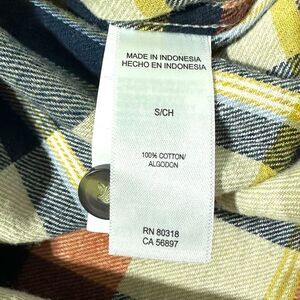 MADE IN INDONESIA
HECHO EN INDONESIA
S/CH
100% COTTON/
ALGODON
RN 80318
CA 56897